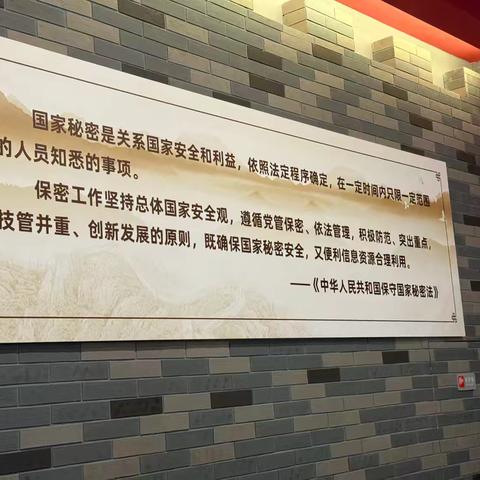 国家秘密是关系国家安全和利益，依照法定程序确定，在一定时间内只限一定范围
的人员知悉的事项。
保密工作坚持总体国家安全观，遵循党管保密、依法管理，积极防范、突出重点，
技管并重、创新发展的原则，既确保国家秘密安全，又便利信息资源合理利用。
——《中华人民共和国保守国家秘密法》